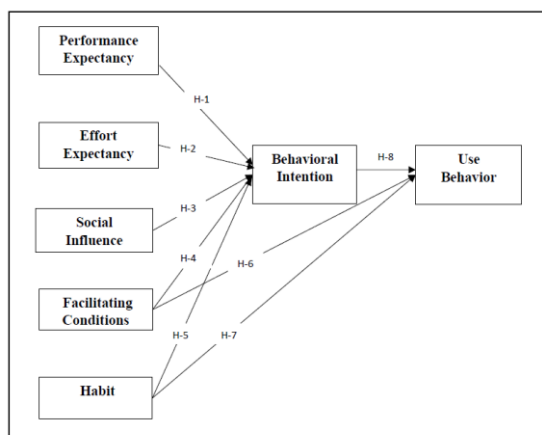 Performance
Expectancy
H-1
Effort
Expectancy
H-2
Behavioral
Intention
H-8
Use
Behavior
Social
Influence
H-3
H-4
H-6
Facilitating
Conditions
H-5
H-7
Habit